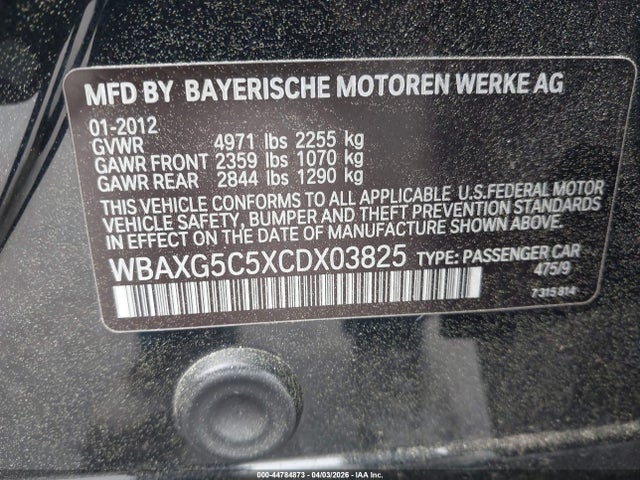 MFD BY BAYERISCHE MOTOREN WERKE AG
01-2012
GVWR 4971 lbs 2255 kg
GAWR FRONT 2359 lbs 1070 kg
GAWR REAR 2844 lbs 1290 kg
THIS VEHICLE CONFORMS TO ALL APPLICABLE U.S.FEDERAL MOTOR
VEHICLE SAFETY, BUMPER AND THEFT PREVENTION STANDARDS
IN EFFECT ON THE DATE OF MANUFACTURE SHOWN ABOVE.
WBAXG5C5XCDX03825 TYPE: PASSENGER CAR
475/9
7315814
000-44784873 - 04/03/2026 - IAA Inc.